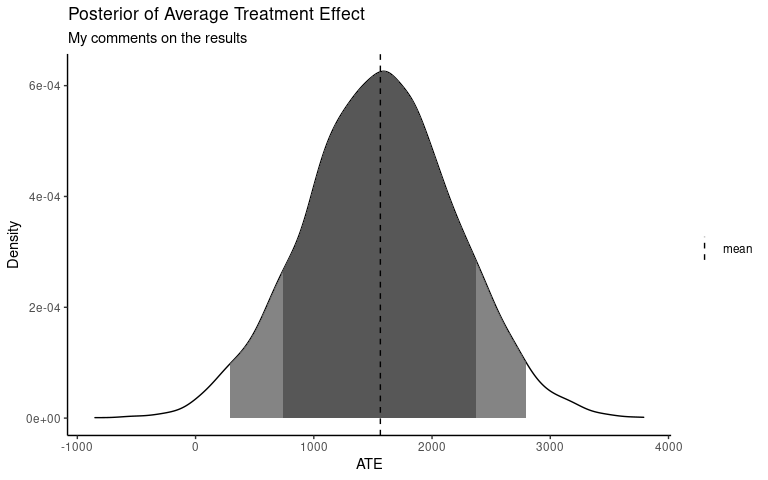 Posterior of Average Treatment Effect
My comments on the results
6e-04
4e-04
2e-04
0e+00
Density
mean
-1000 0 1000 2000 3000 4000
ATE